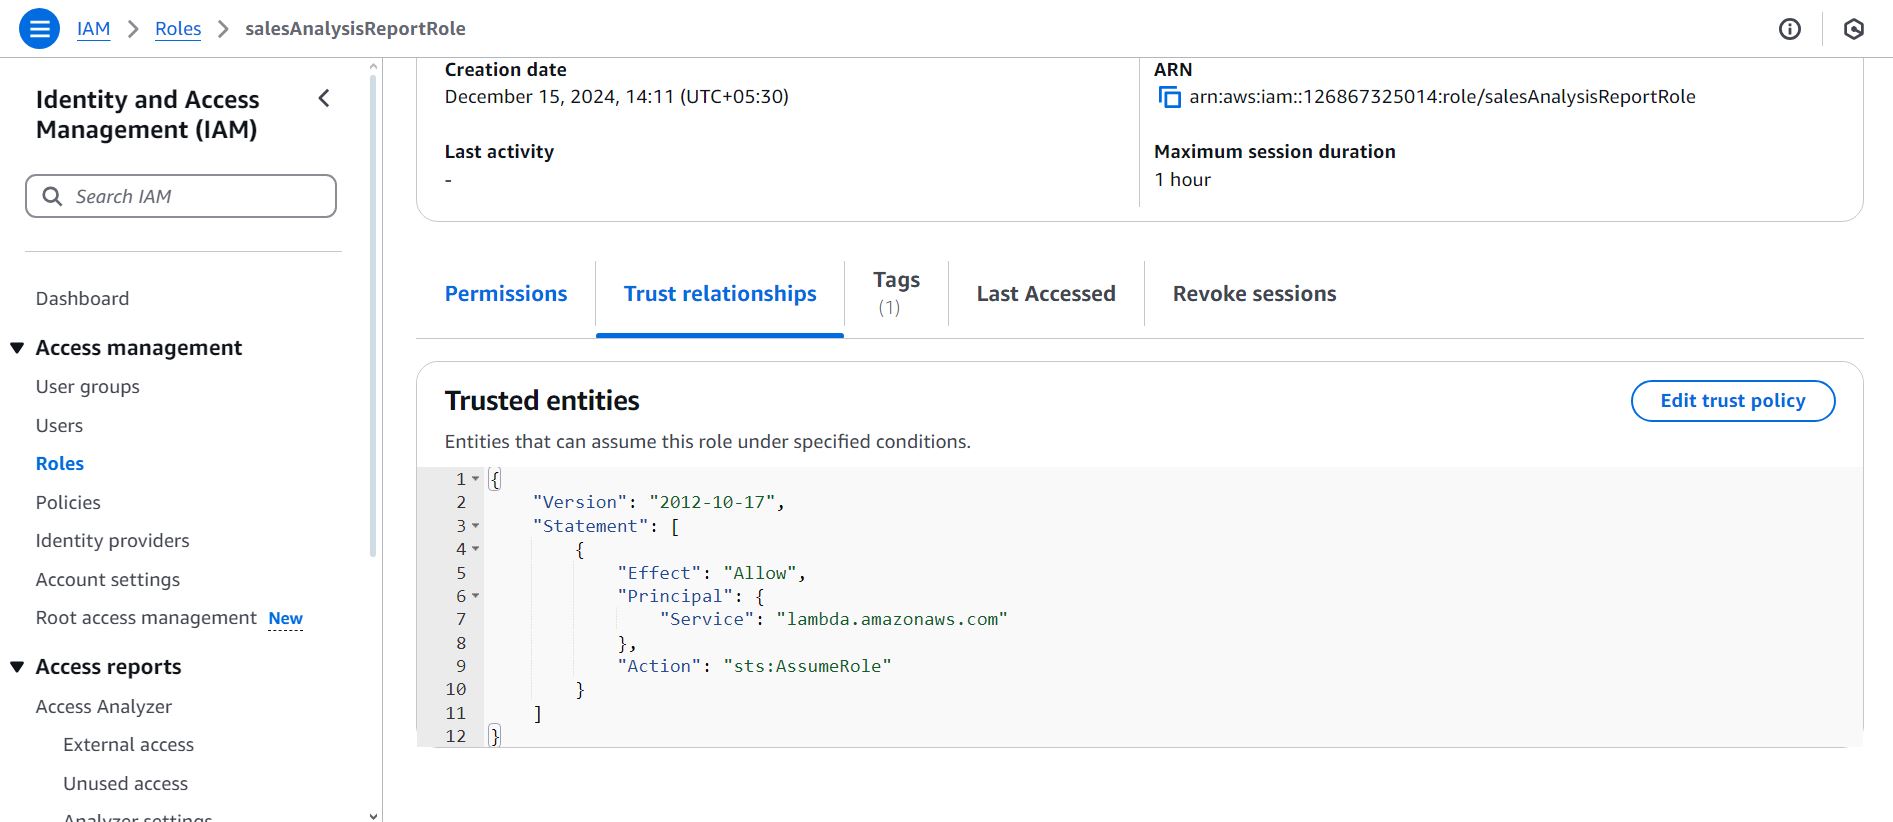 IAM > Roles > salesAnalysisReportRole
Identity and Access
Management (IAM)
Search IAM
Dashboard
Access management
User groups
Users
Roles
Policies
Identity providers
Account settings
Root access management New
Access reports
Access Analyzer
External access
Unused access
Analyzer settings
Creation date
December 15, 2024, 14:11 (UTC+05:30)
Last activity
-
ARN
arn:aws:iam::126867325014:role/salesAnalysisReportRole
Maximum session duration
1 hour
Permissions
Trust relationships
Tags
(1)
Last Accessed
Revoke sessions
Trusted entities
Edit trust policy
Entities that can assume this role under specified conditions.
1 {
2 "Version": "2012-10-17",
3 "Statement": [
4 {
5 "Effect": "Allow",
6 "Principal": {
7 "Service": "lambda.amazonaws.com"
8 },
9 "Action": "sts:AssumeRole"
10 }
11 ]
12 }